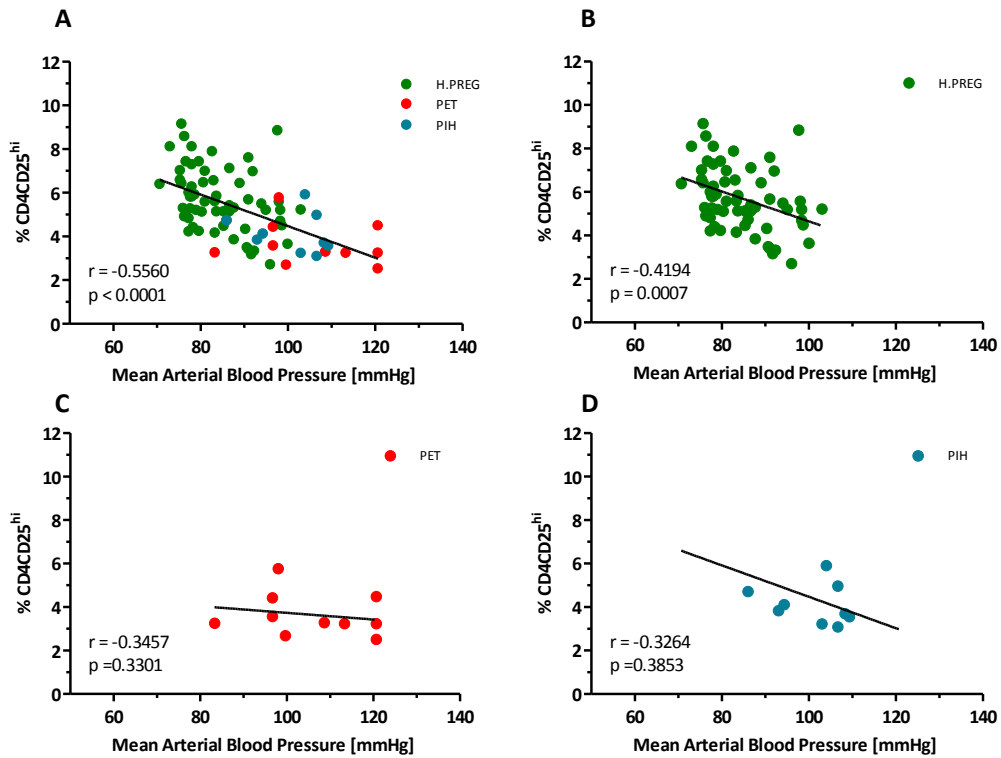 A
% CD4CD25hi
12
10
8
6
4
2
0
60 80 100 120 140
Mean Arterial Blood Pressure [mmHg]
H.PREG
PET
PIH
r = -0.5560
p < 0.0001
B
% CD4CD25hi
12
10
8
6
4
2
0
60 80 100 120 140
Mean Arterial Blood Pressure [mmHg]
H.PREG
r = -0.4194
p = 0.0007
C
% CD4CD25hi
12
10
8
6
4
2
0
60 80 100 120 140
Mean Arterial Blood Pressure [mmHg]
PET
r = -0.3457
p =0.3301
D
% CD4CD25hi
12
10
8
6
4
2
0
60 80 100 120 140
Mean Arterial Blood Pressure [mmHg]
PIH
r = -0.3264
p =0.3853